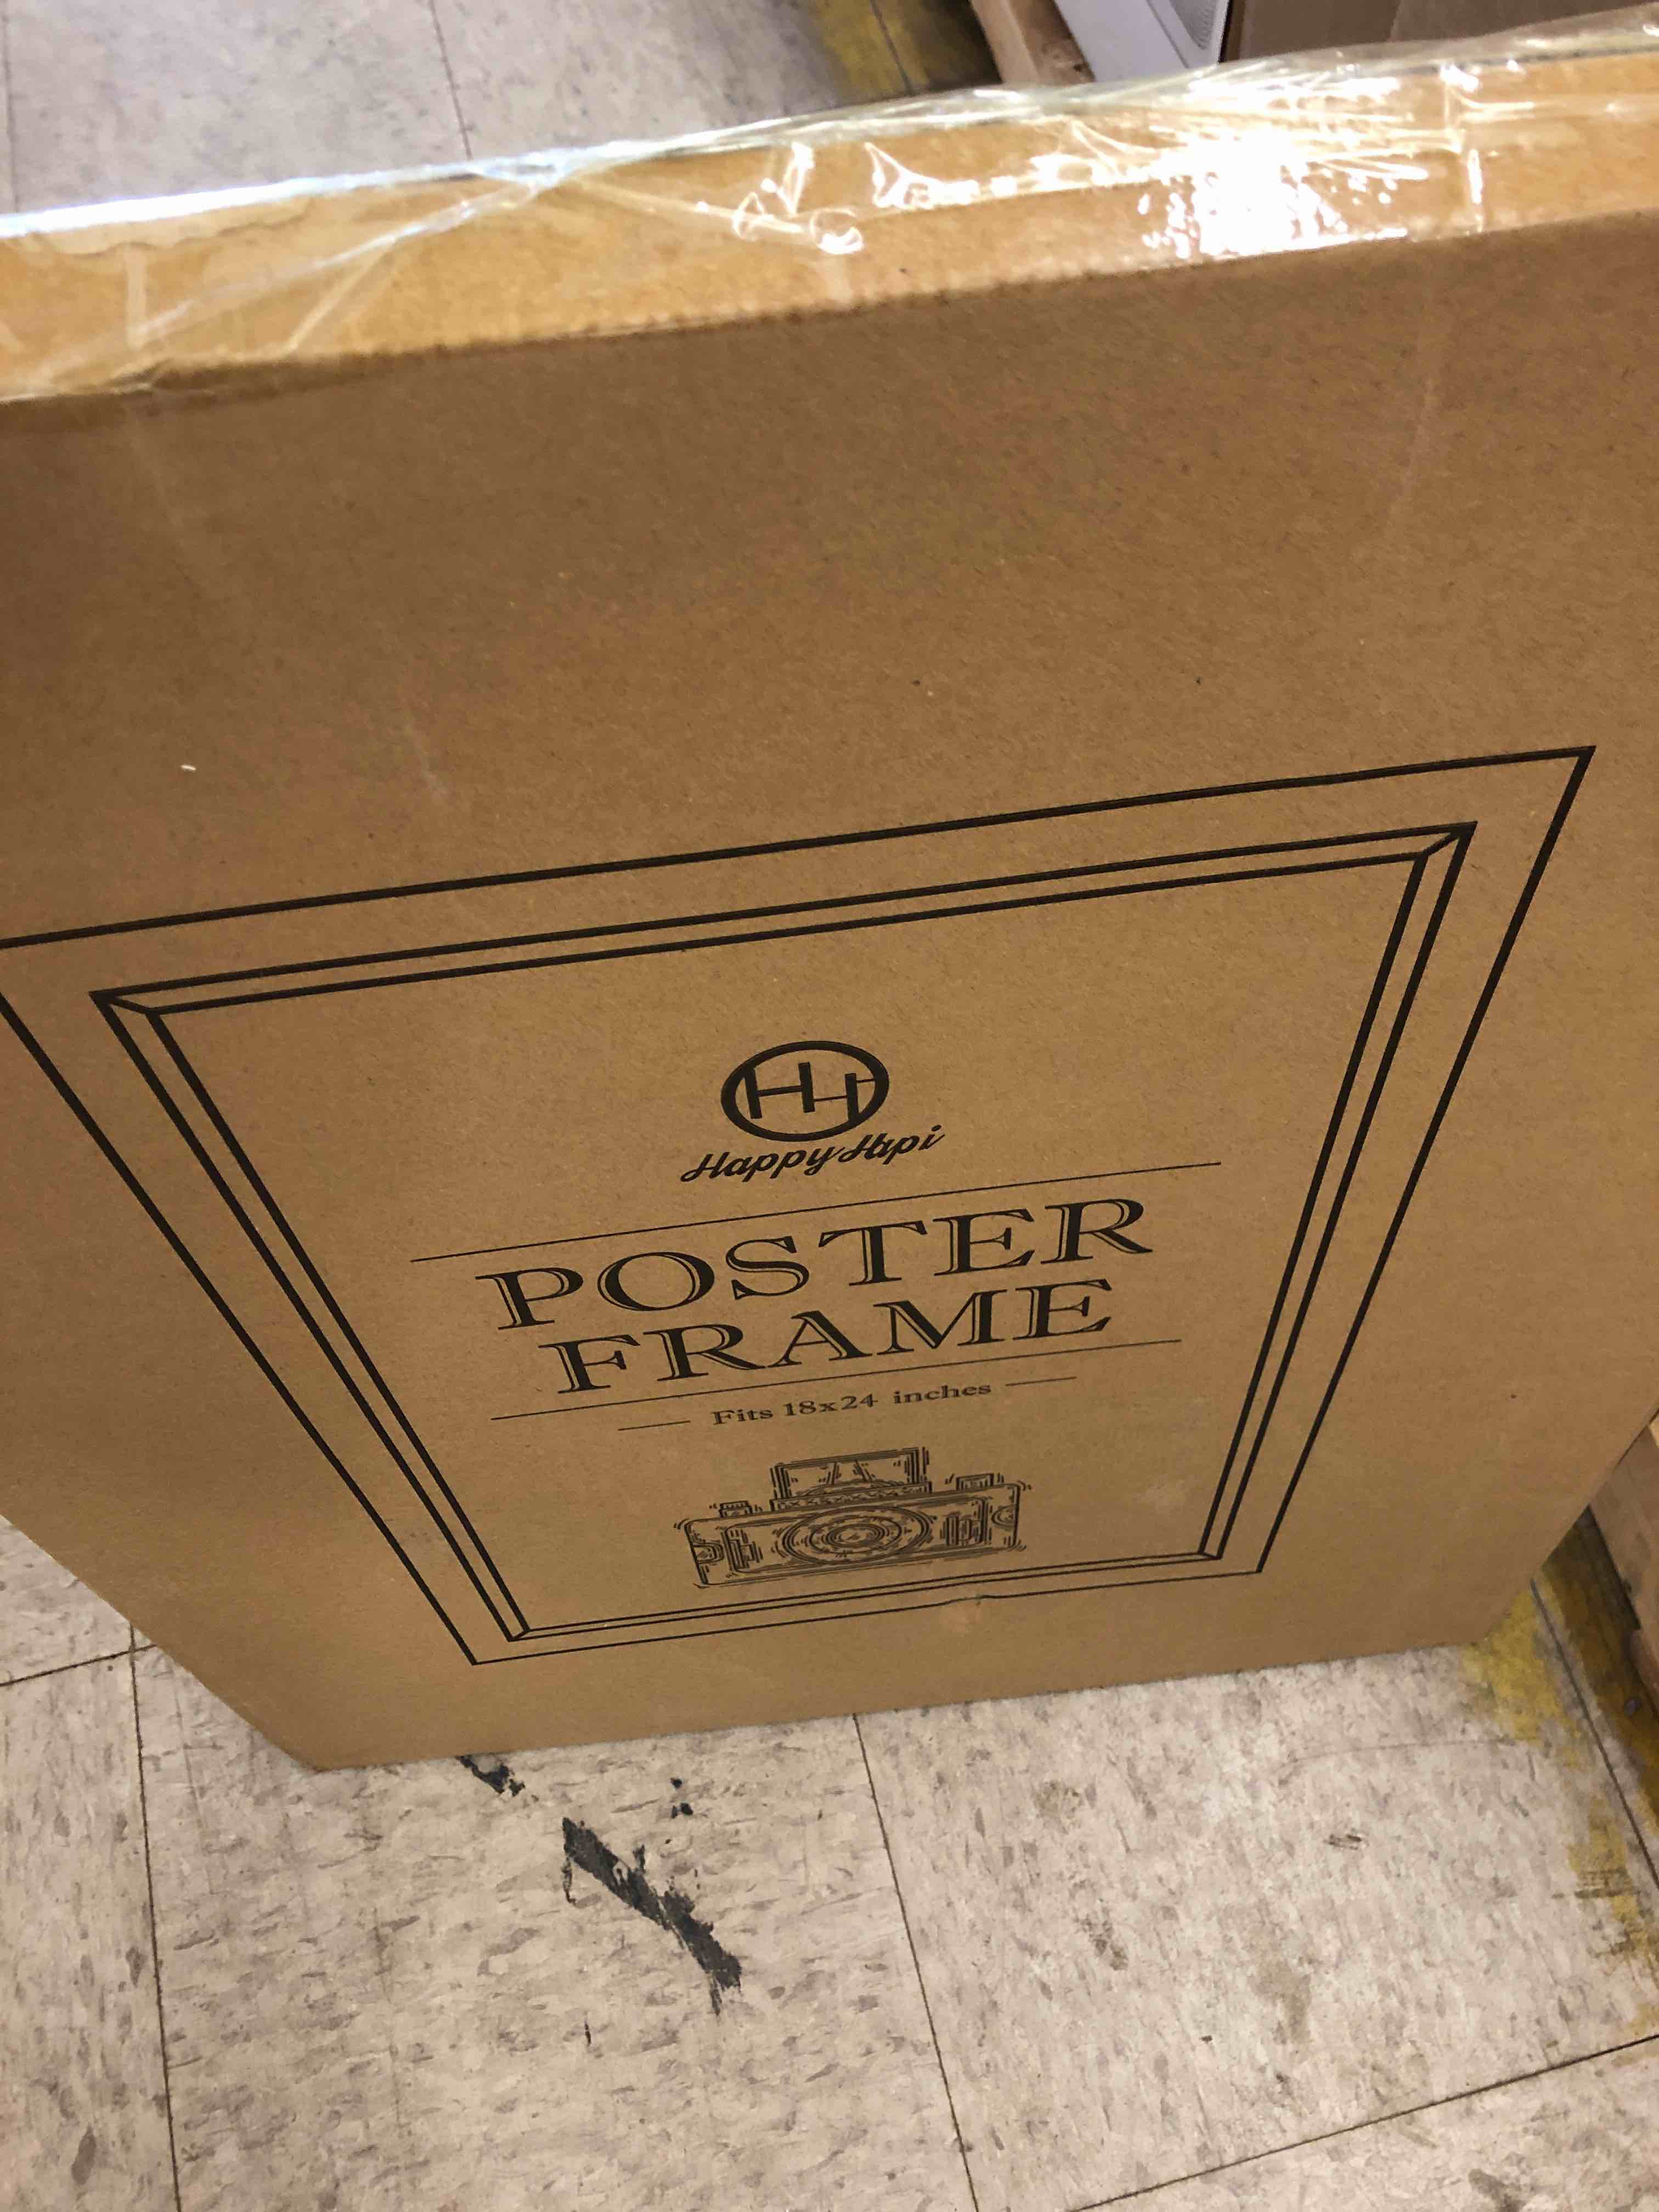 HH
HappyHapi
POSTER
FRAME
Fits 18x24 inches